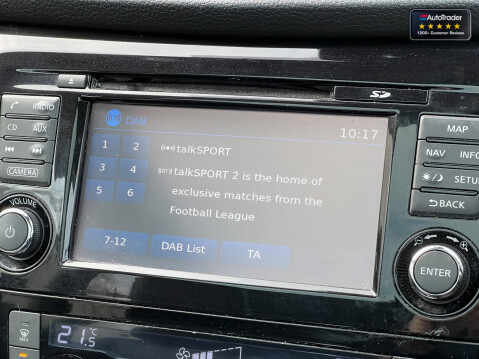 AutoTrader
1200+ Customer Reviews
SD
RADIO
CD AUX
CAMERA
VOLUME
DAB
10:17
1 2
talkSPORT
3 4
talkSPORT 2 is the home of
exclusive matches from the
5 6
Football League
7-12 DAB List TA
MAP
NAV INFO
SETU
BACK
ENTER
21.5 °C